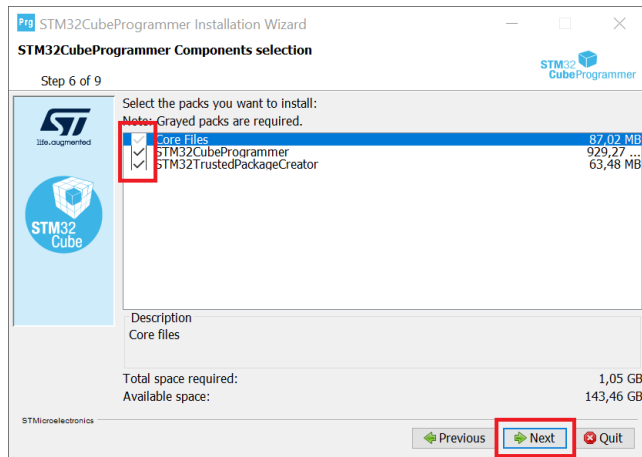 Prg STM32CubeProgrammer Installation Wizard
STM32CubeProgrammer Components selection
Step 6 of 9
STM32
CubeProgrammer
life.augmented
STM32
Cube
Select the packs you want to install:
Note: Grayed packs are required.
Core Files 87,02 MB
STM32CubeProgrammer 929,27 ...
STM32TrustedPackageCreator 63,48 MB
Description
Core files
Total space required: 1,05 GB
Available space: 143,46 GB
STMicroelectronics
Previous Next Quit